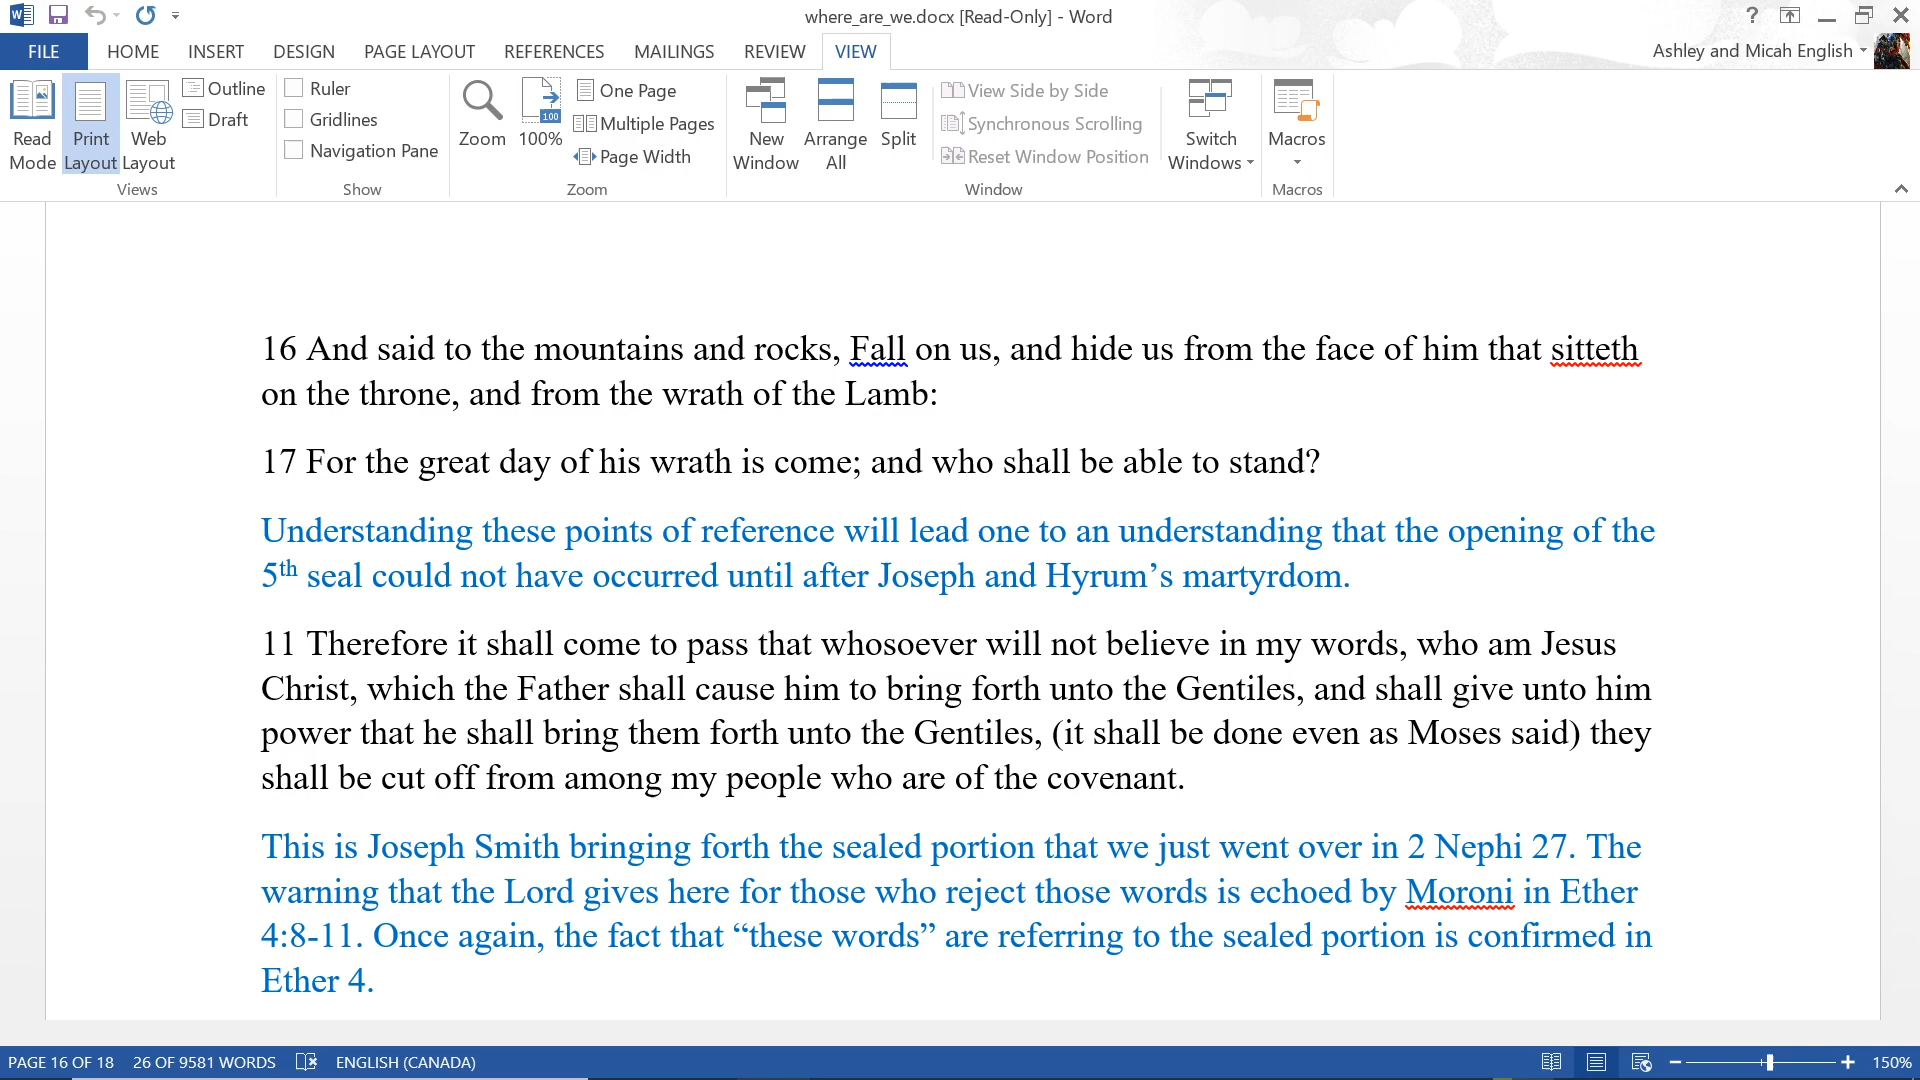 where_are_we.docx [Read-Only] - Word
?
FILE HOME INSERT DESIGN PAGE LAYOUT REFERENCES MAILINGS REVIEW VIEW
Ashley and Micah English
Read Mode
Print Layout
Web Layout
Outline
Draft
Views
Ruler
Gridlines
Navigation Pane
Show
Zoom
100
100%
One Page
Multiple Pages
Page Width
Zoom
New Window
Arrange All
Split
View Side by Side
Synchronous Scrolling
Reset Window Position
Window
Switch Windows
Macros
Macros
16 And said to the mountains and rocks, Fall on us, and hide us from the face of him that sitteth
on the throne, and from the wrath of the Lamb:
17 For the great day of his wrath is come; and who shall be able to stand?
Understanding these points of reference will lead one to an understanding that the opening of the
5th seal could not have occurred until after Joseph and Hyrum’s martyrdom.
11 Therefore it shall come to pass that whosoever will not believe in my words, who am Jesus
Christ, which the Father shall cause him to bring forth unto the Gentiles, and shall give unto him
power that he shall bring them forth unto the Gentiles, (it shall be done even as Moses said) they
shall be cut off from among my people who are of the covenant.
This is Joseph Smith bringing forth the sealed portion that we just went over in 2 Nephi 27. The
warning that the Lord gives here for those who reject those words is echoed by Moroni in Ether
4:8-11. Once again, the fact that “these words” are referring to the sealed portion is confirmed in
Ether 4.
PAGE 16 OF 18 26 OF 9581 WORDS ENGLISH (CANADA)
150%